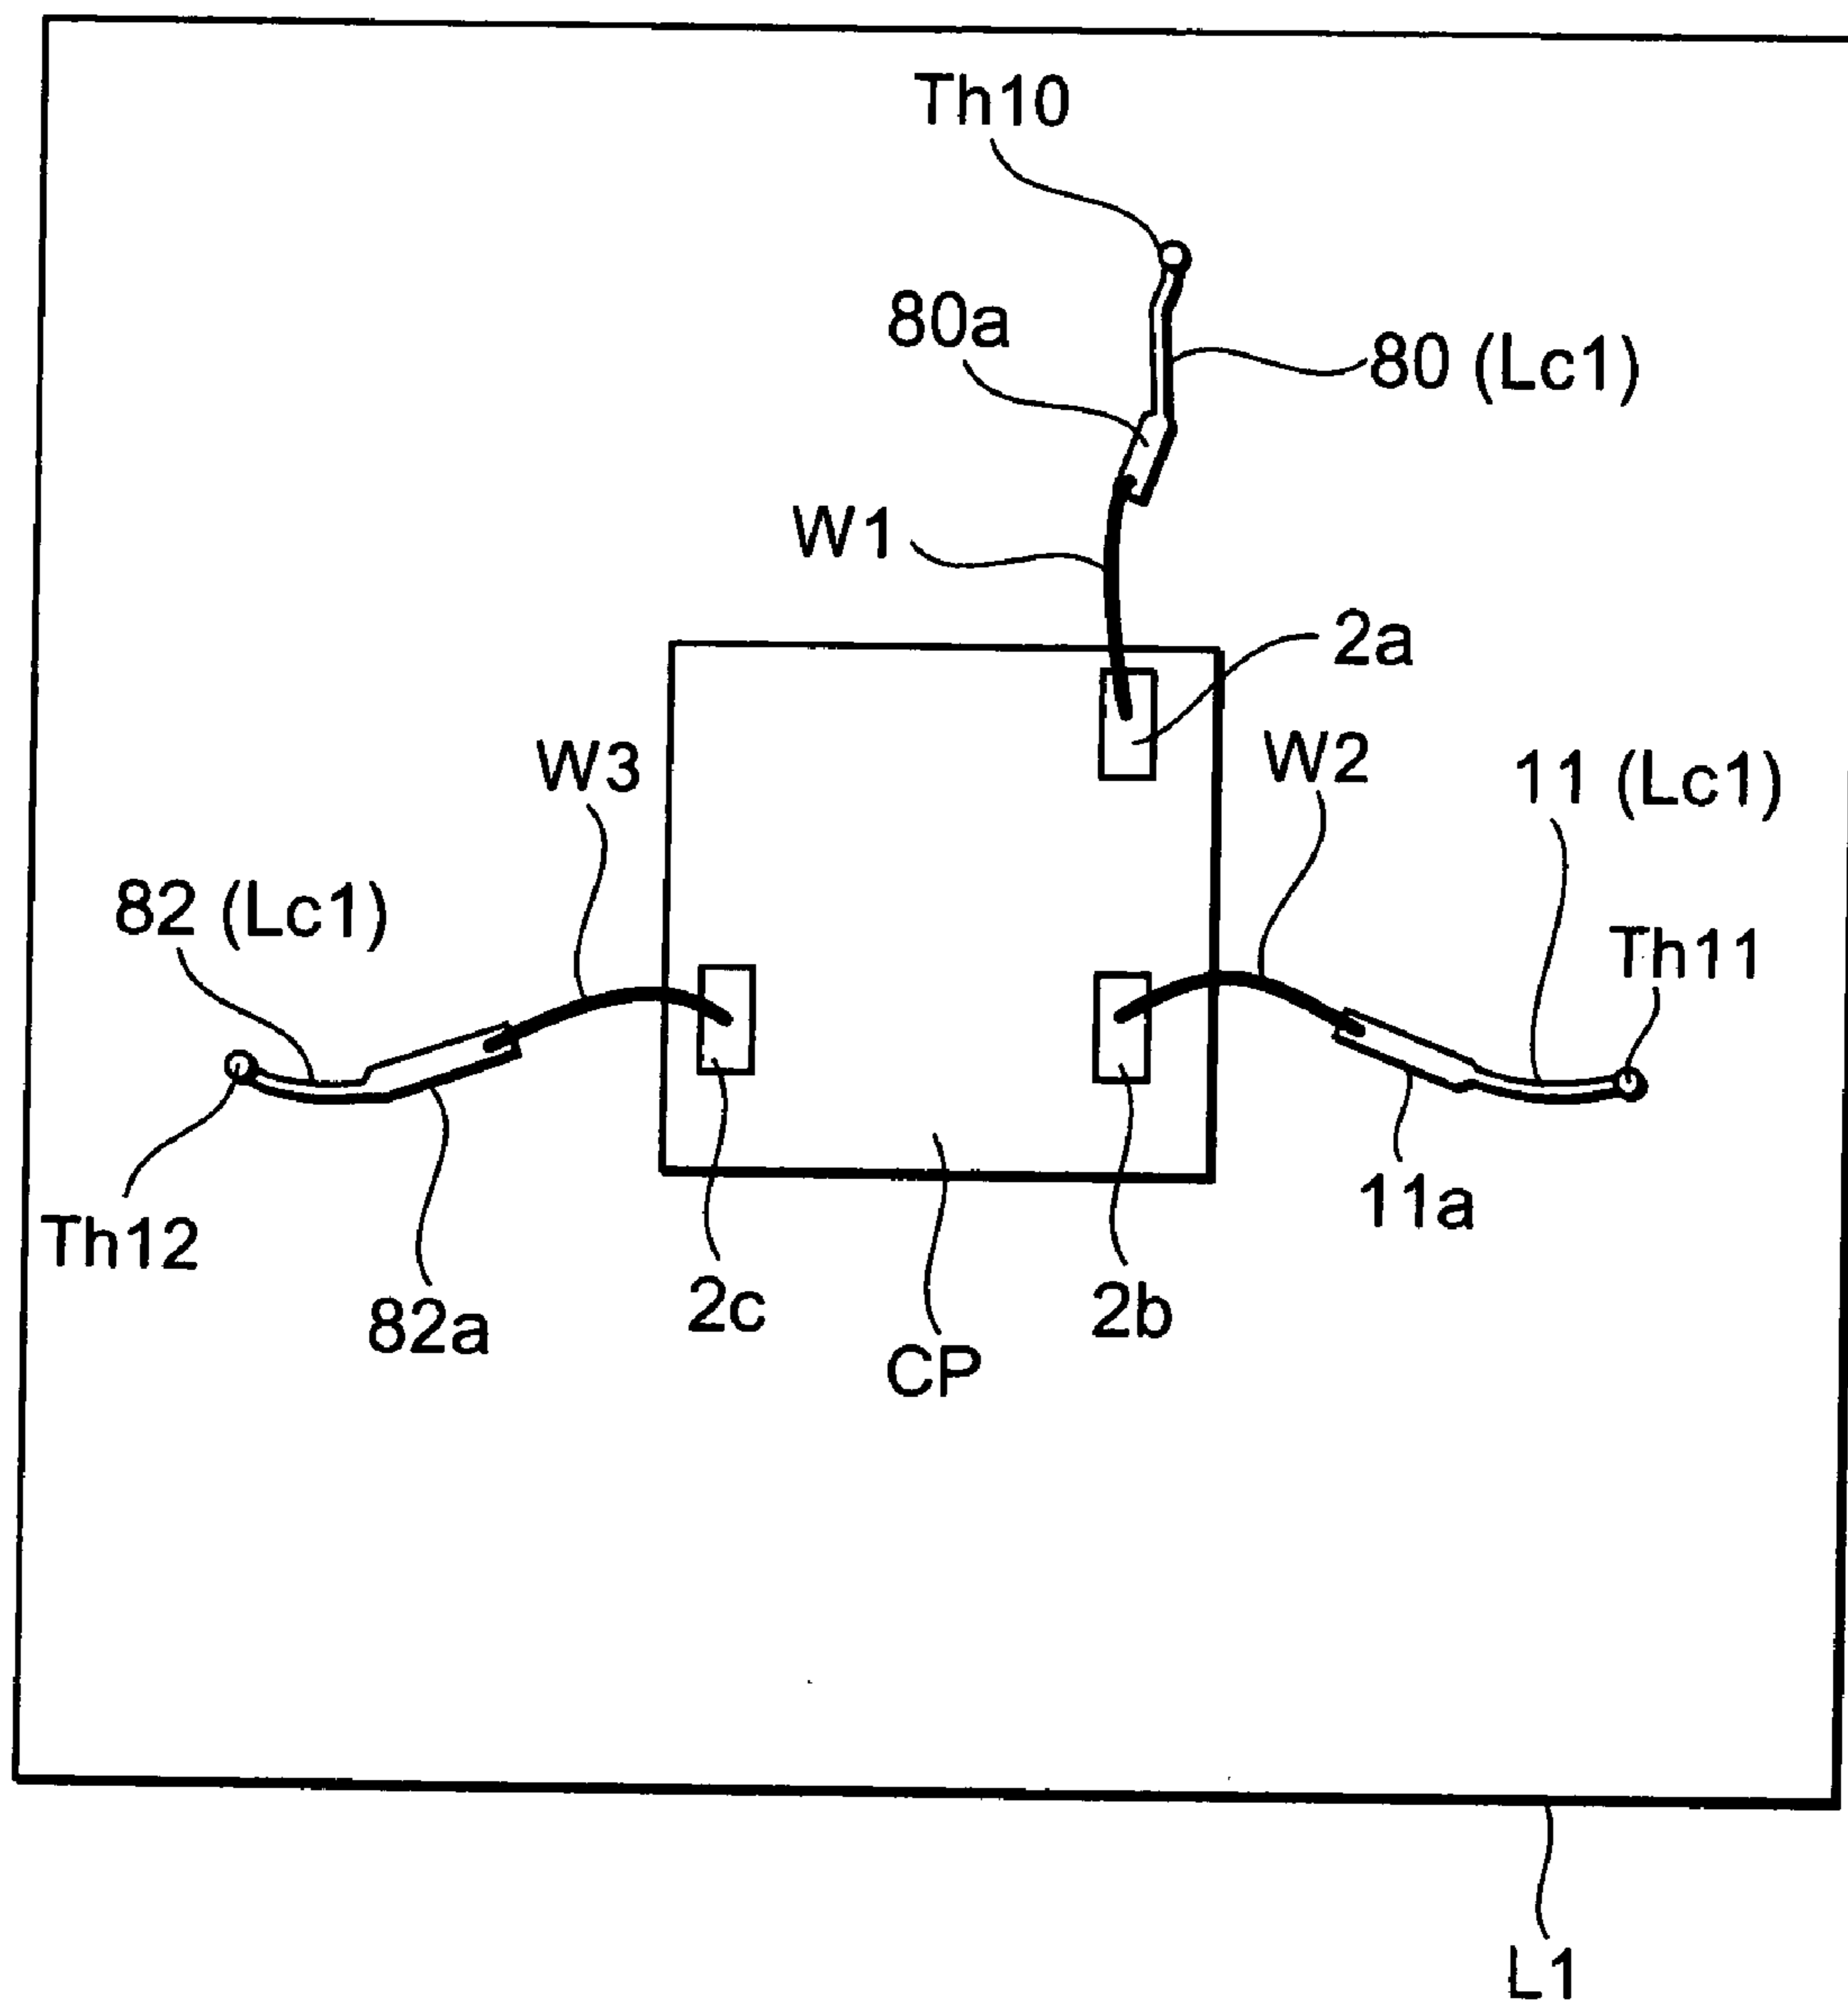 Th10
80a
80 (Lc1)
W1
2a
W3
W2
11 (Lc1)
82 (Lc1)
Th11
11a
Th12
2c
2b
82a
CP
L1